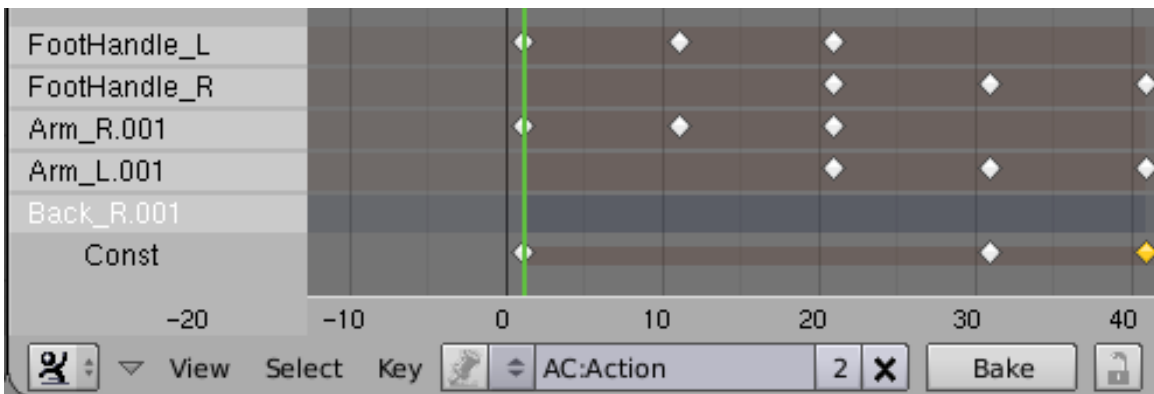 FootHandle_L
FootHandle_R
Arm_R.001
Arm_L.001
Back_R.001
Const
-20 -10 0 10 20 30 40
View Select Key AC:Action 2 Bake